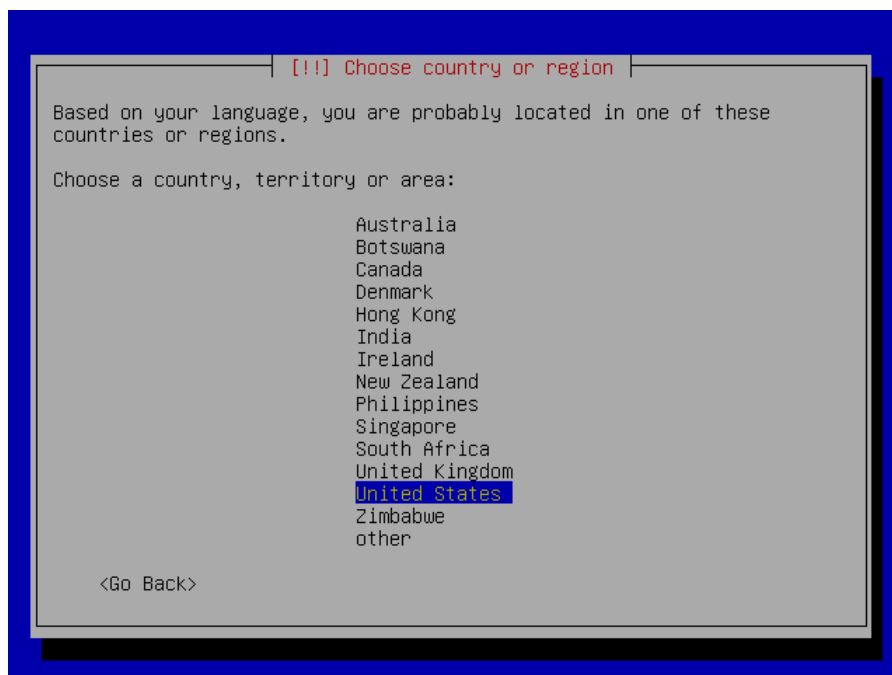 [!!] Choose country or region
Based on your language, you are probably located in one of these
countries or regions.
Choose a country, territory or area:
Australia
Botswana
Canada
Denmark
Hong Kong
India
Ireland
New Zealand
Philippines
Singapore
South Africa
United Kingdom
United States
Zimbabwe
other
<Go Back>